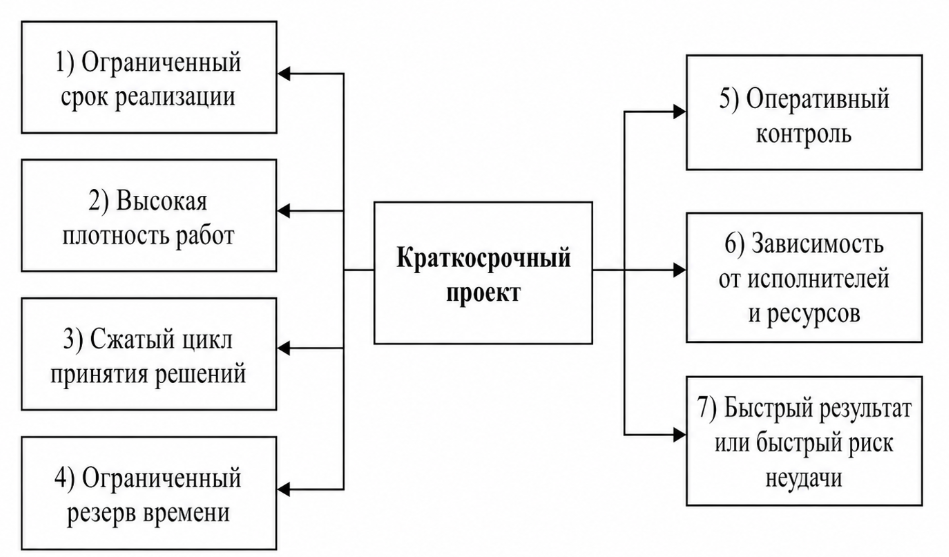 1) Ограниченный
срок реализации
2) Высокая
плотность работ
3) Сжатый цикл
принятия решений
4) Ограниченный
резерв времени
Краткосрочный
проект
5) Оперативный
контроль
6) Зависимость
от исполнителей
и ресурсов
7) Быстрый результат
или быстрый риск
неудачи